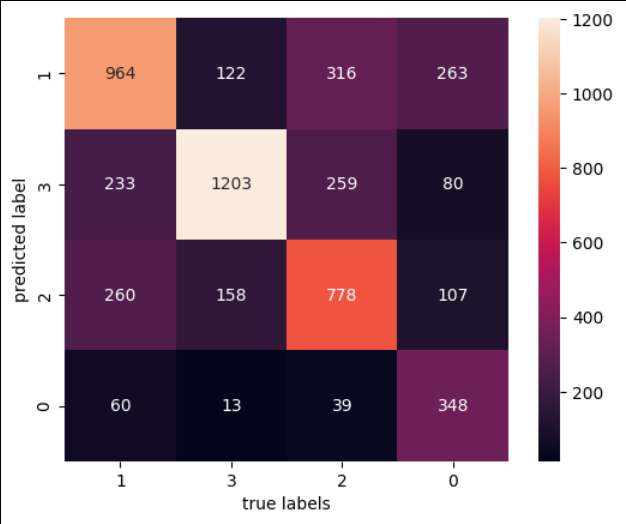 1200
1 964 122 316 263
1000
3 233 1203 259 80
800
predicted label
600
2 260 158 778 107
400
0 60 13 39 348
200
1 3 2 0
true labels